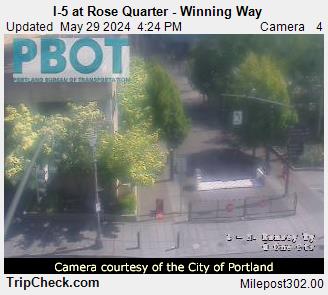 I-5 at Rose Quarter - Winning Way
Updated May 29 2024 4:24 PM Camera 4
PBOT
PORTLAND BUREAU OF TRANSPORTATION
Camera courtesy of the City of Portland
TripCheck.com Milepost302.00